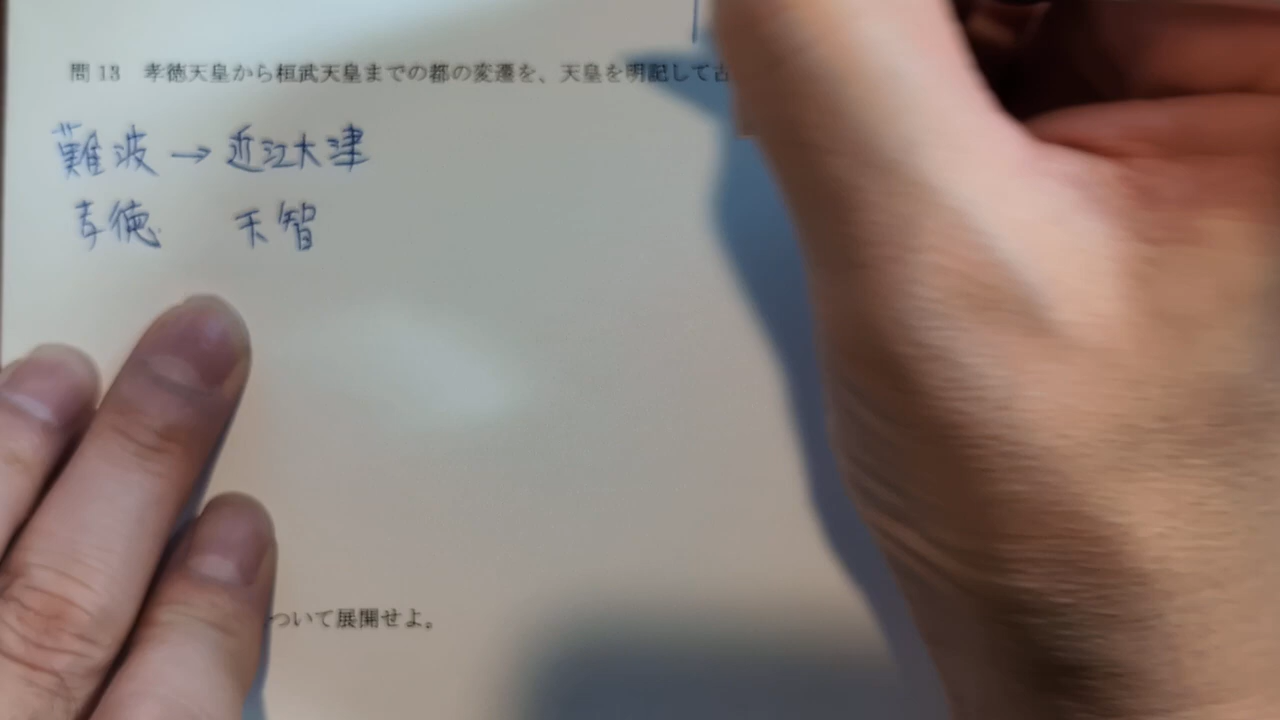 問 13 孝徳天皇から桓武天皇までの都の変遷を、天皇を明記して古
難波→近江大津
孝徳 天智
ついて展開せよ。